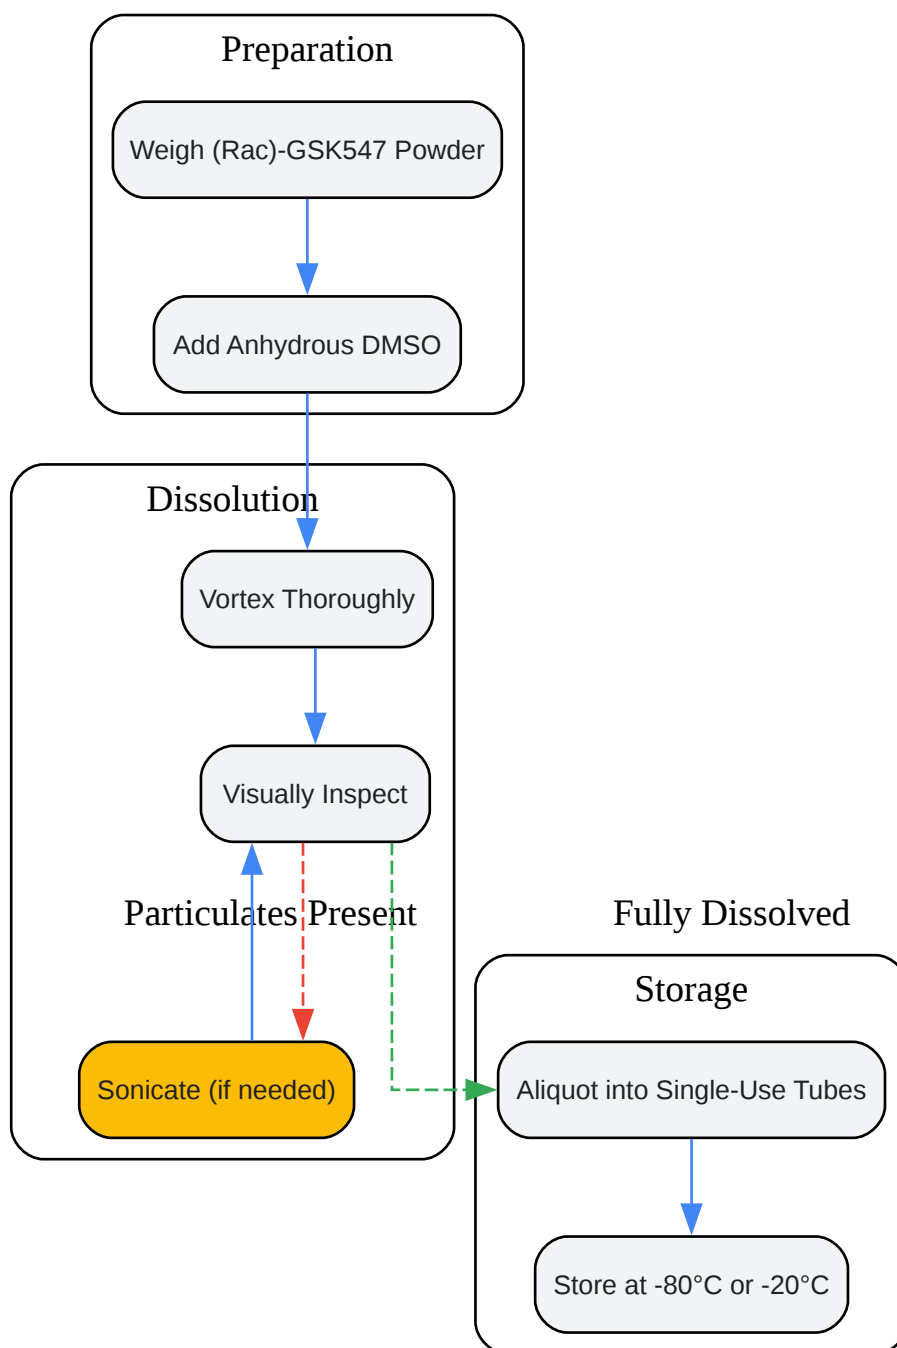 Preparation
Weigh (Rac)-GSK547 Powder
Add Anhydrous DMSO
Dissolution
Vortex Thoroughly
Visually Inspect
Particulates Present
Fully Dissolved
Storage
Sonicate (if needed)
Aliquot into Single-Use Tubes
Store at -80°C or -20°C